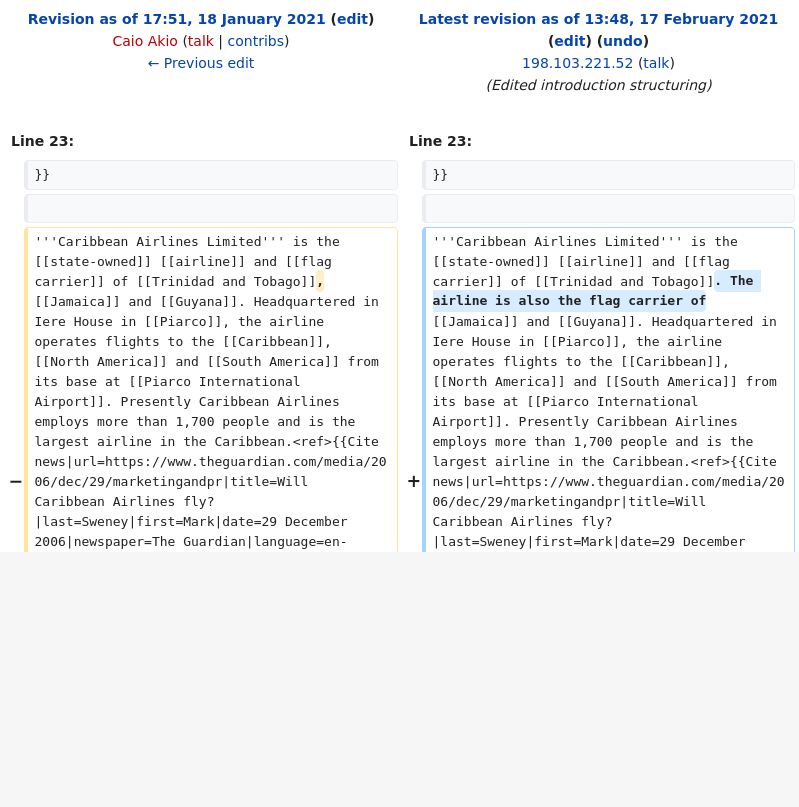 Revision as of 17:51, 18 January 2021 (edit)
Caio Akio (talk | contribs)
← Previous edit
Latest revision as of 13:48, 17 February 2021
(edit) (undo)
198.103.221.52 (talk)
(Edited introduction structuring)
Line 23:
}}
'''Caribbean Airlines Limited''' is the
[[state-owned]] [[airline]] and [[flag
carrier]] of [[Trinidad and Tobago]],
[[Jamaica]] and [[Guyana]]. Headquartered in
Iere House in [[Piarco]], the airline
operates flights to the [[Caribbean]],
[[North America]] and [[South America]] from
its base at [[Piarco International
Airport]]. Presently Caribbean Airlines
employs more than 1,700 people and is the
largest airline in the Caribbean.<ref>{{Cite
news|url=https://www.theguardian.com/media/20
− 06/dec/29/marketingandpr|title=Will
Caribbean Airlines fly?
|last=Sweney|first=Mark|date=29 December
2006|newspaper=The Guardian|language=en-
Line 23:
}}
'''Caribbean Airlines Limited''' is the
[[state-owned]] [[airline]] and [[flag
carrier]] of [[Trinidad and Tobago]]. The
airline is also the flag carrier of
[[Jamaica]] and [[Guyana]]. Headquartered in
Iere House in [[Piarco]], the airline
operates flights to the [[Caribbean]],
[[North America]] and [[South America]] from
its base at [[Piarco International
Airport]]. Presently Caribbean Airlines
employs more than 1,700 people and is the
largest airline in the Caribbean.<ref>{{Cite
+ news|url=https://www.theguardian.com/media/20
06/dec/29/marketingandpr|title=Will
Caribbean Airlines fly?
|last=Sweney|first=Mark|date=29 December